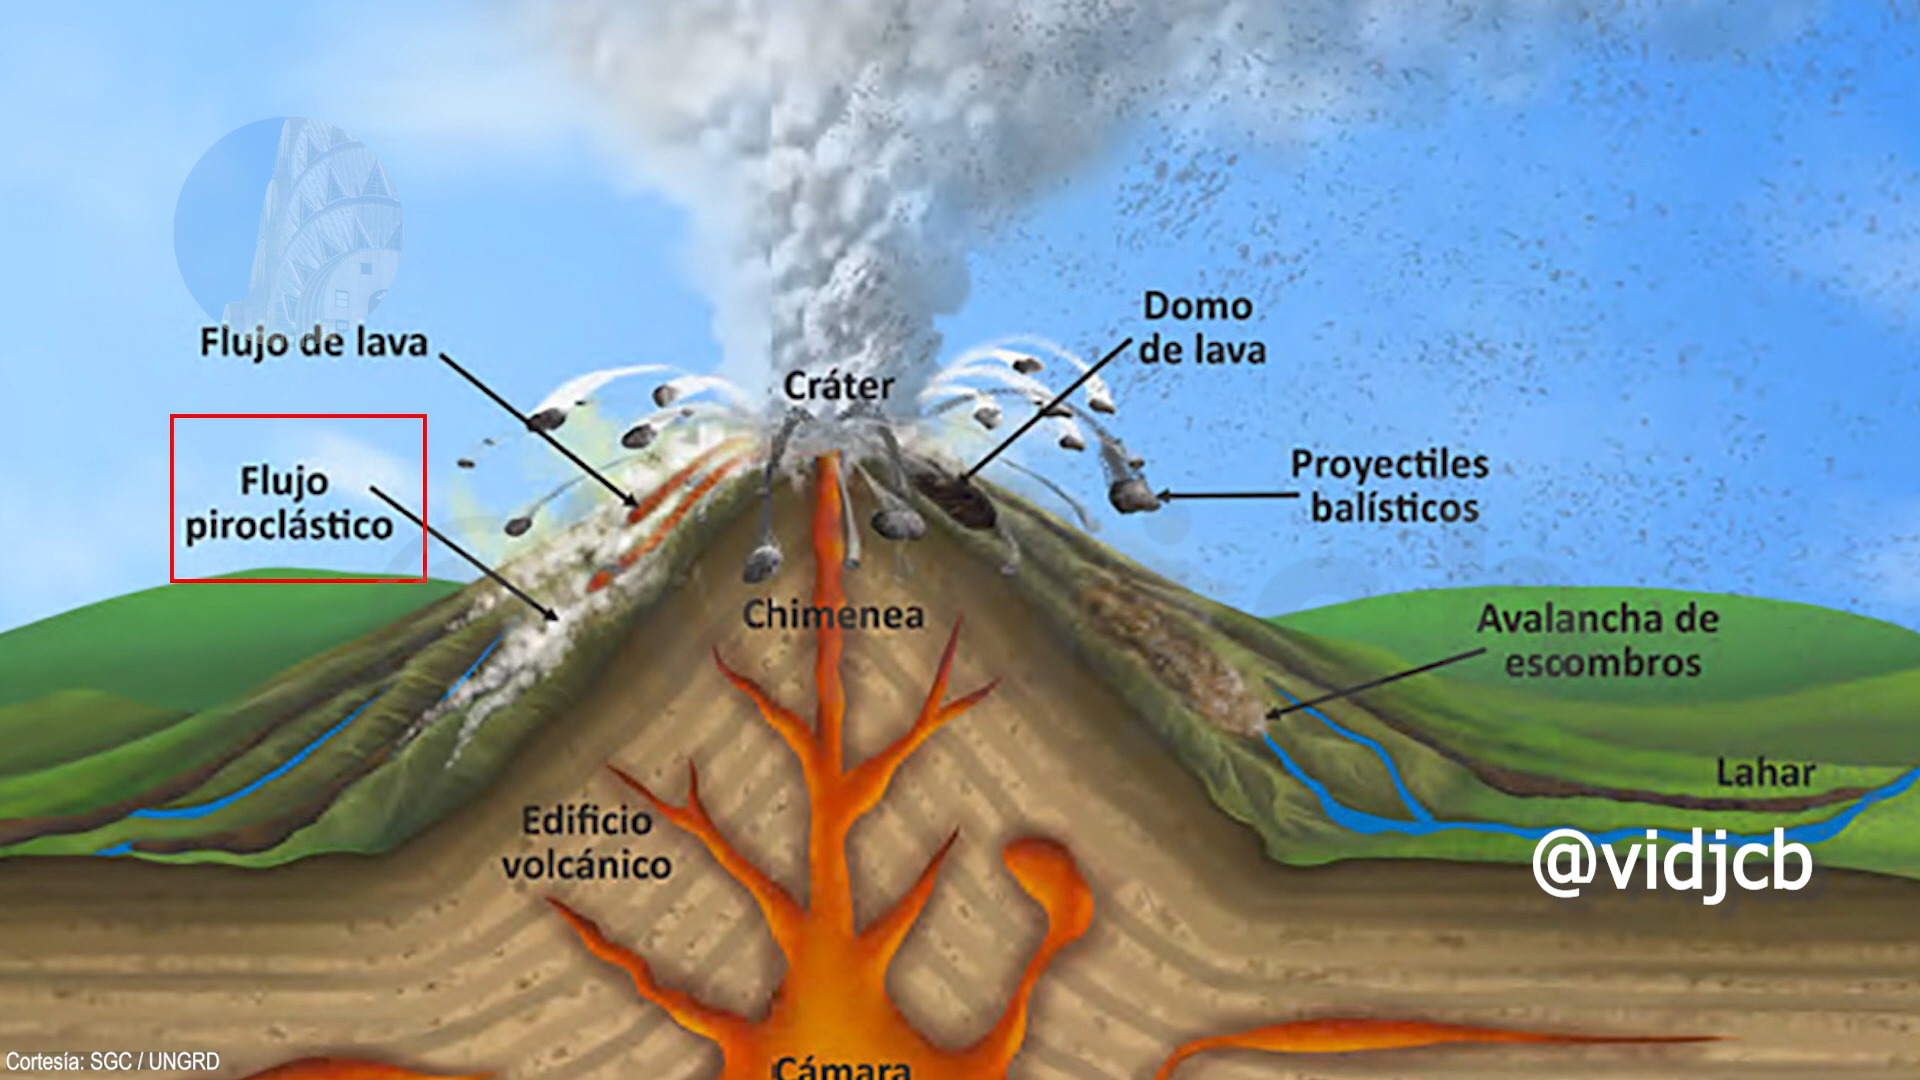 Domo
de lava
Flujo de lava
Cráter
Flujo
piroclástico
Proyectiles
balísticos
Chimenea
Avalancha de
escombros
Lahar
Edificio
volcánico
@vidjcb
Cortesía: SGC / UNGRD
Cámara